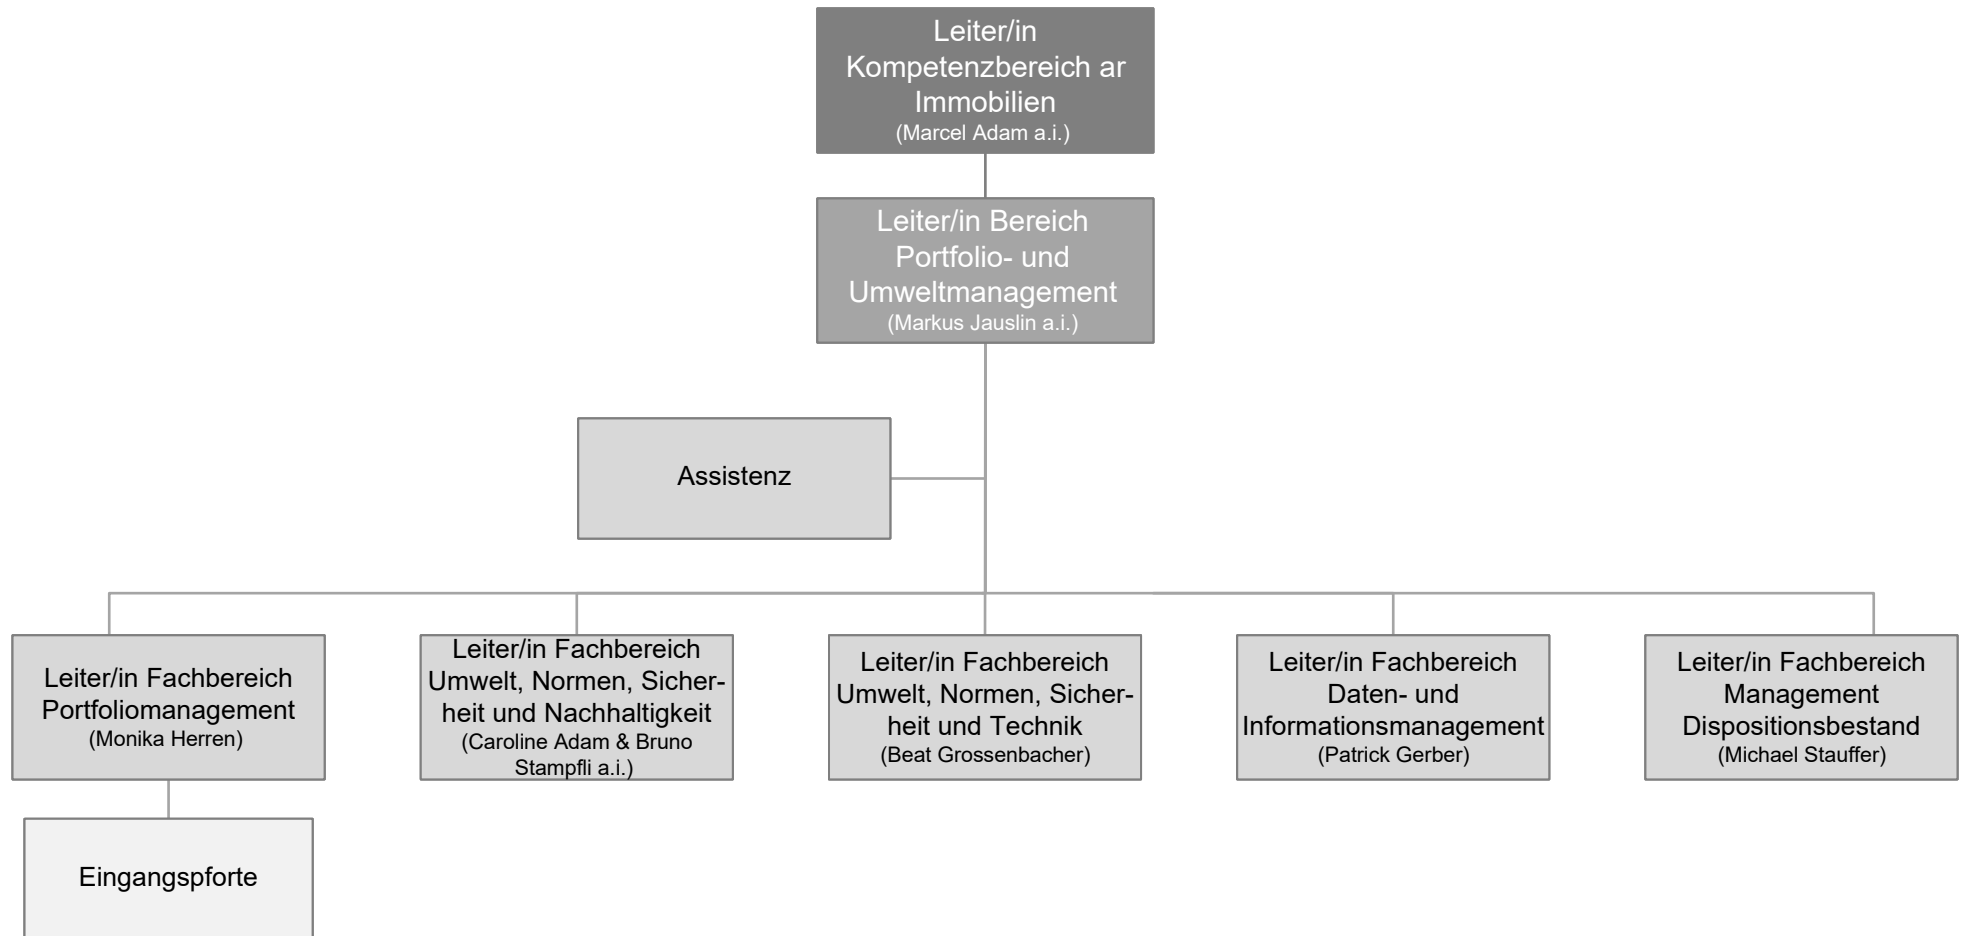 Leiter/in
Kompetenzbereich ar
Immobilien
(Marcel Adam a.i.)
Leiter/in Bereich
Portfolio- und
Umweltmanagement
(Markus Jauslin a.i.)
Assistenz
Leiter/in Fachbereich
Portfoliomanagement
(Monika Herren)
Leiter/in Fachbereich
Umwelt, Normen, Sicher-
heit und Nachhaltigkeit
(Caroline Adam & Bruno
Stampfli a.i.)
Leiter/in Fachbereich
Umwelt, Normen, Sicher-
heit und Technik
(Beat Grossenbacher)
Leiter/in Fachbereich
Daten- und
Informationsmanagement
(Patrick Gerber)
Leiter/in Fachbereich
Management
Dispositionsbestand
(Michael Stauffer)
Eingangspforte